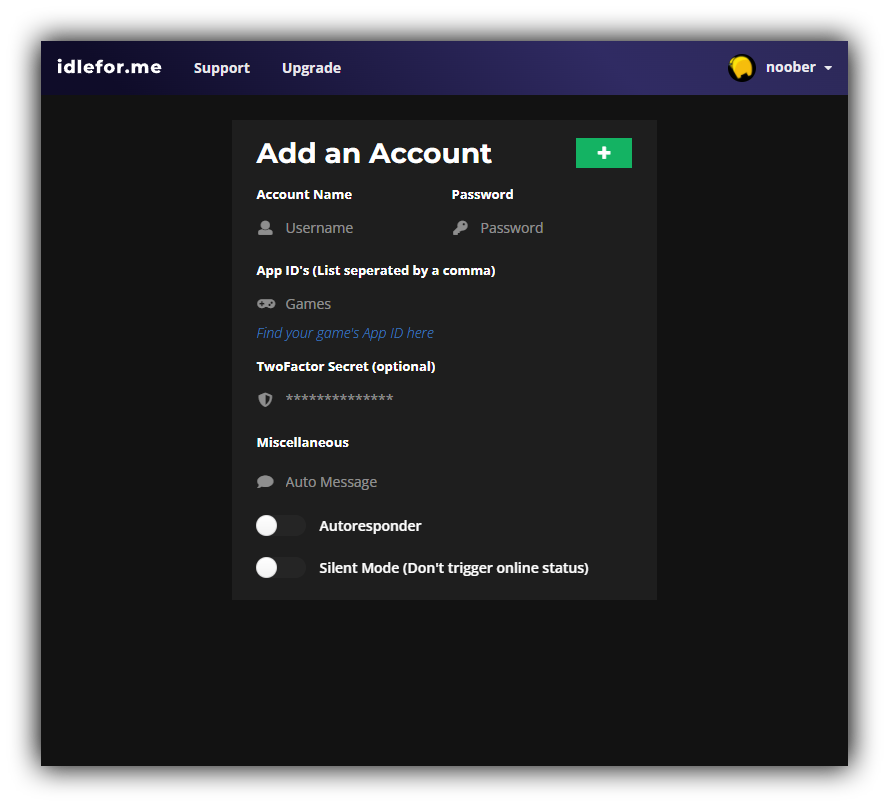 idlefor.me Support Upgrade noober
Add an Account
Account Name Password
Username Password
App ID's (List seperated by a comma)
Games
Find your game's App ID here
TwoFactor Secret (optional)
**************
Miscellaneous
Auto Message
Autoresponder
Silent Mode (Don't trigger online status)